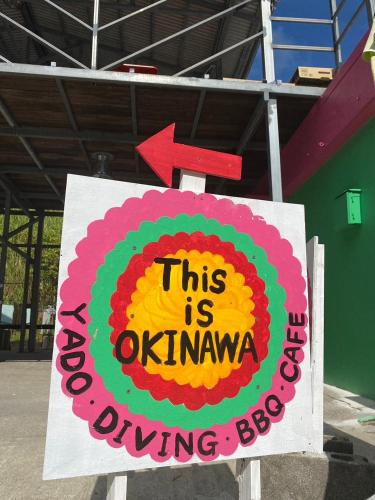 This
is
OKINAWA
YADO · DIVING · BBQ · CAFE